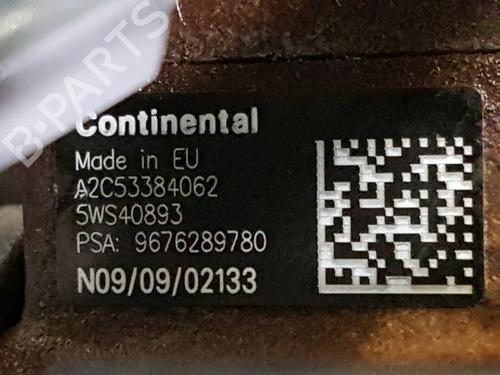 B-PARTS
Continental
Made in EU
A2C53384062
5WS40893
PSA: 9676289780
N09/09/02133